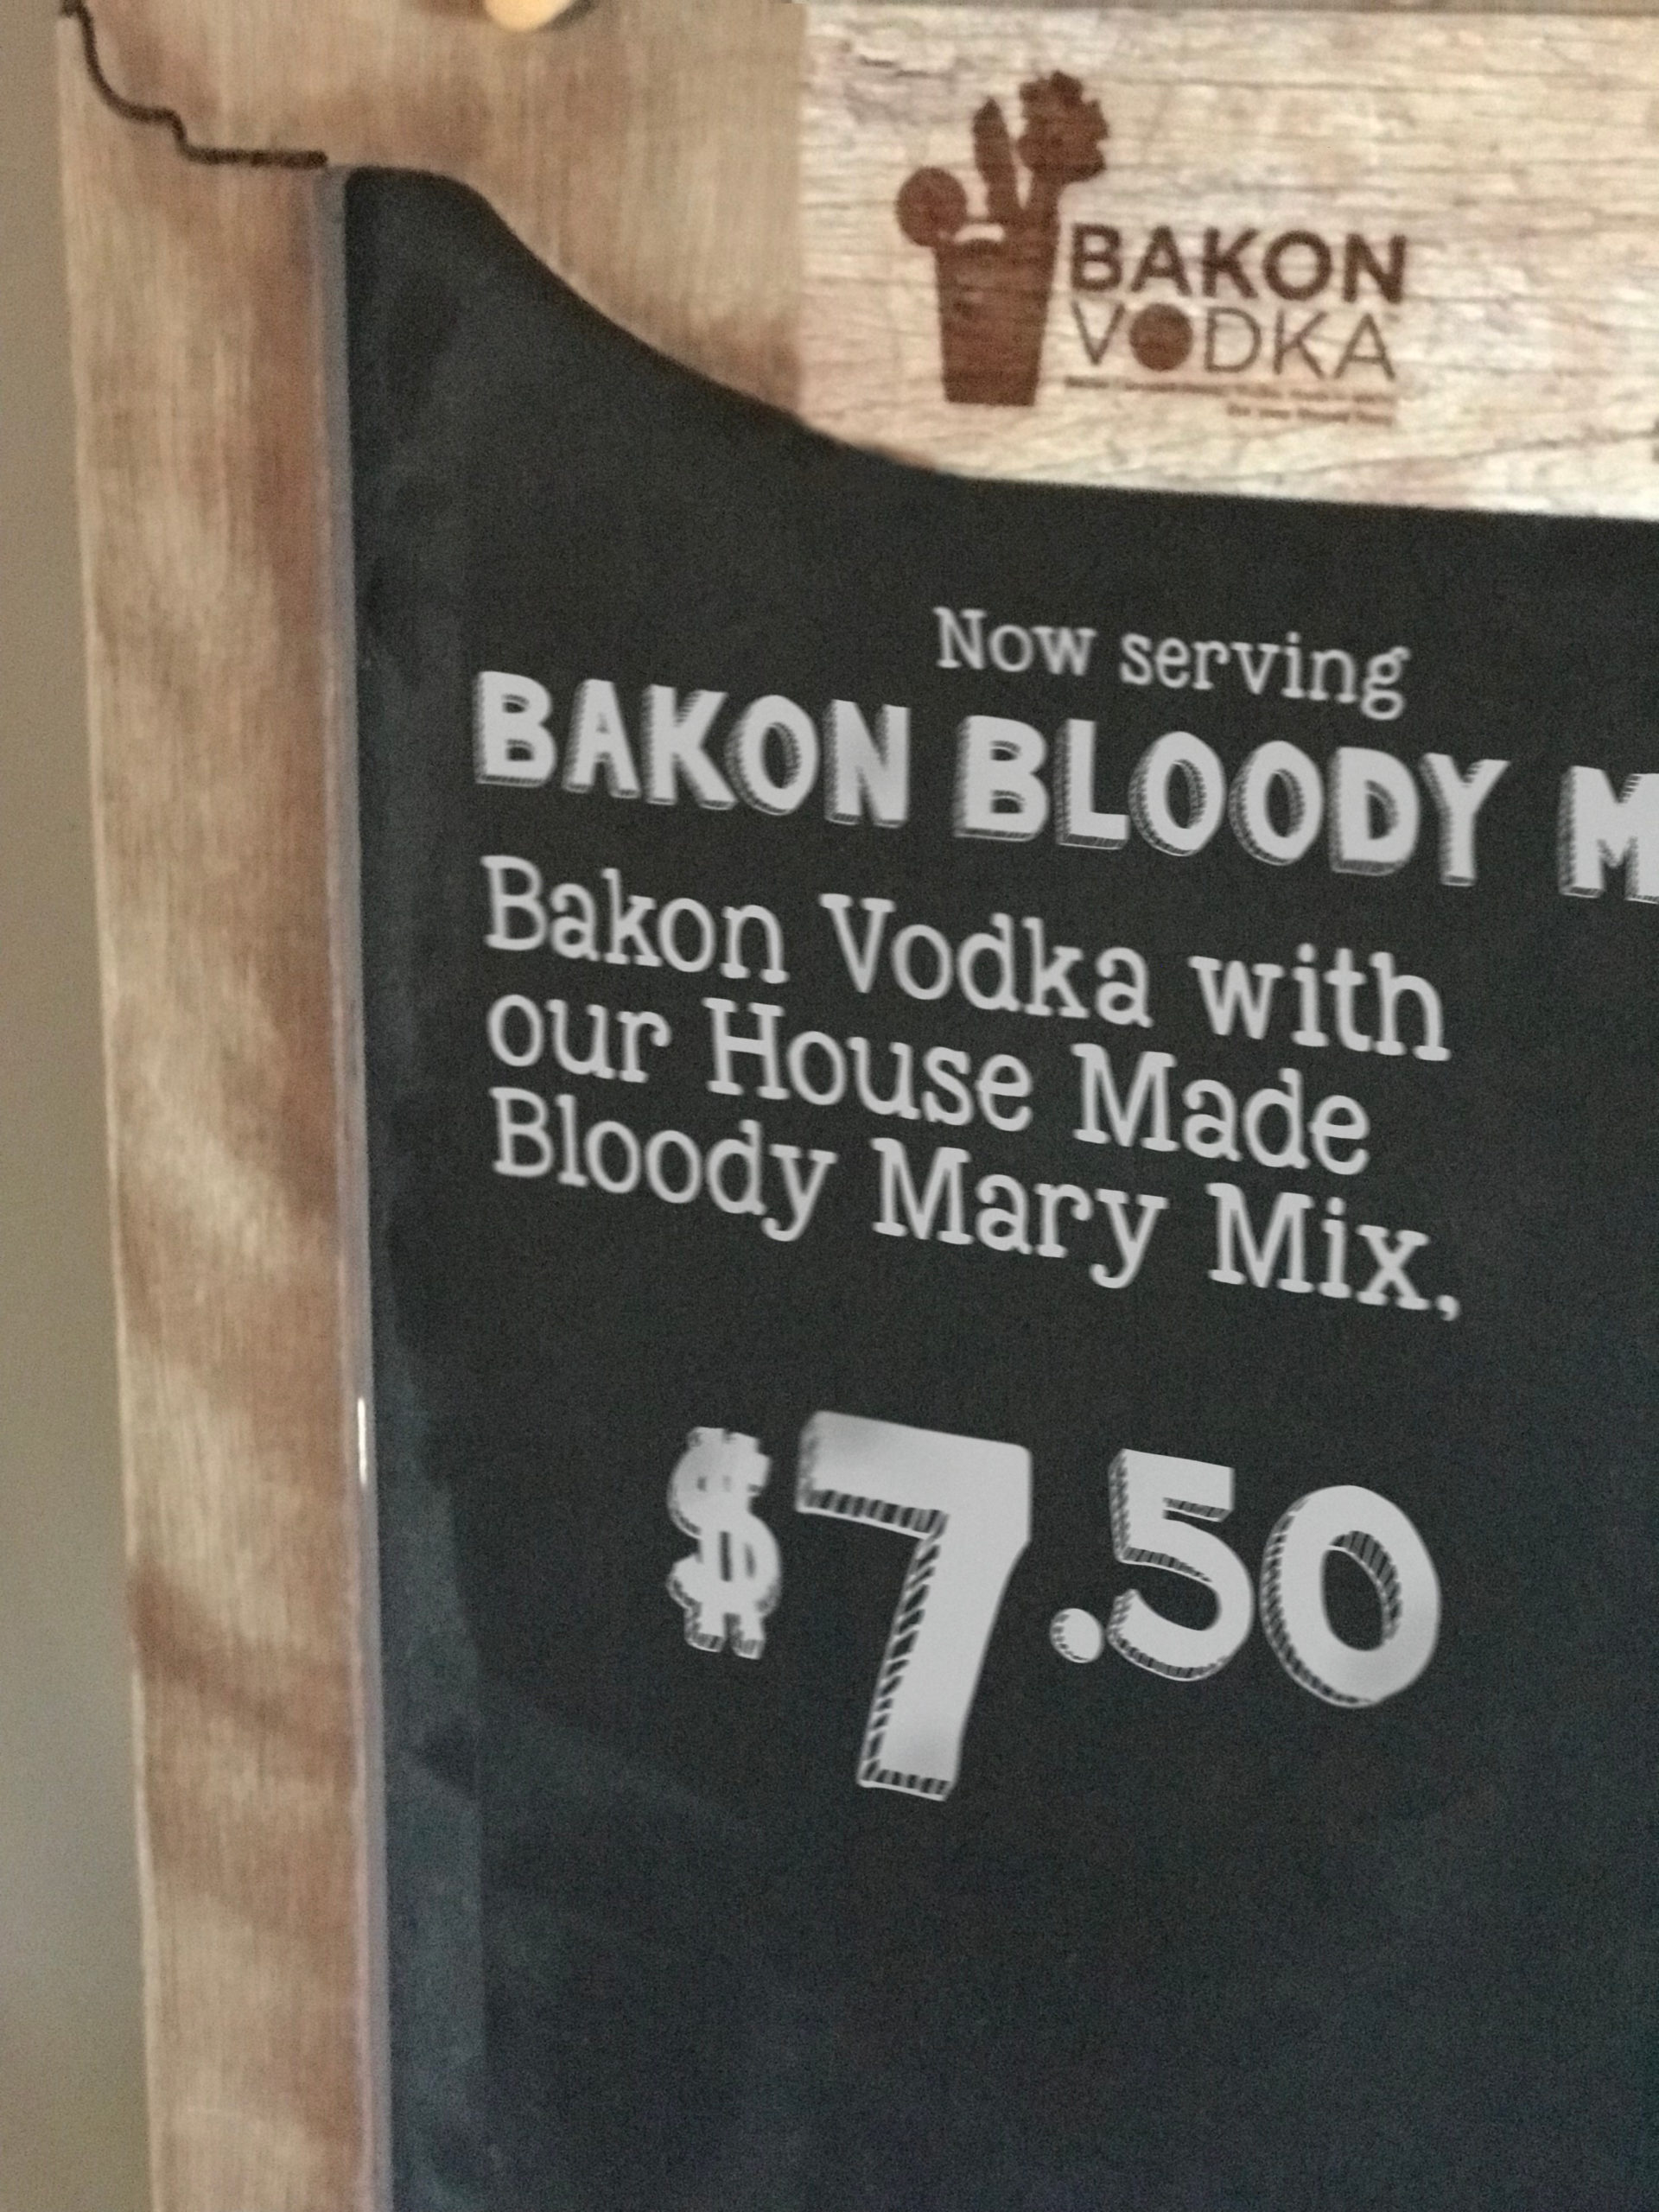 BAKON
VODKA
Now serving
BAKON BLOODY M
Bakon Vodka with
our House Made
Bloody Mary Mix,
$7.50